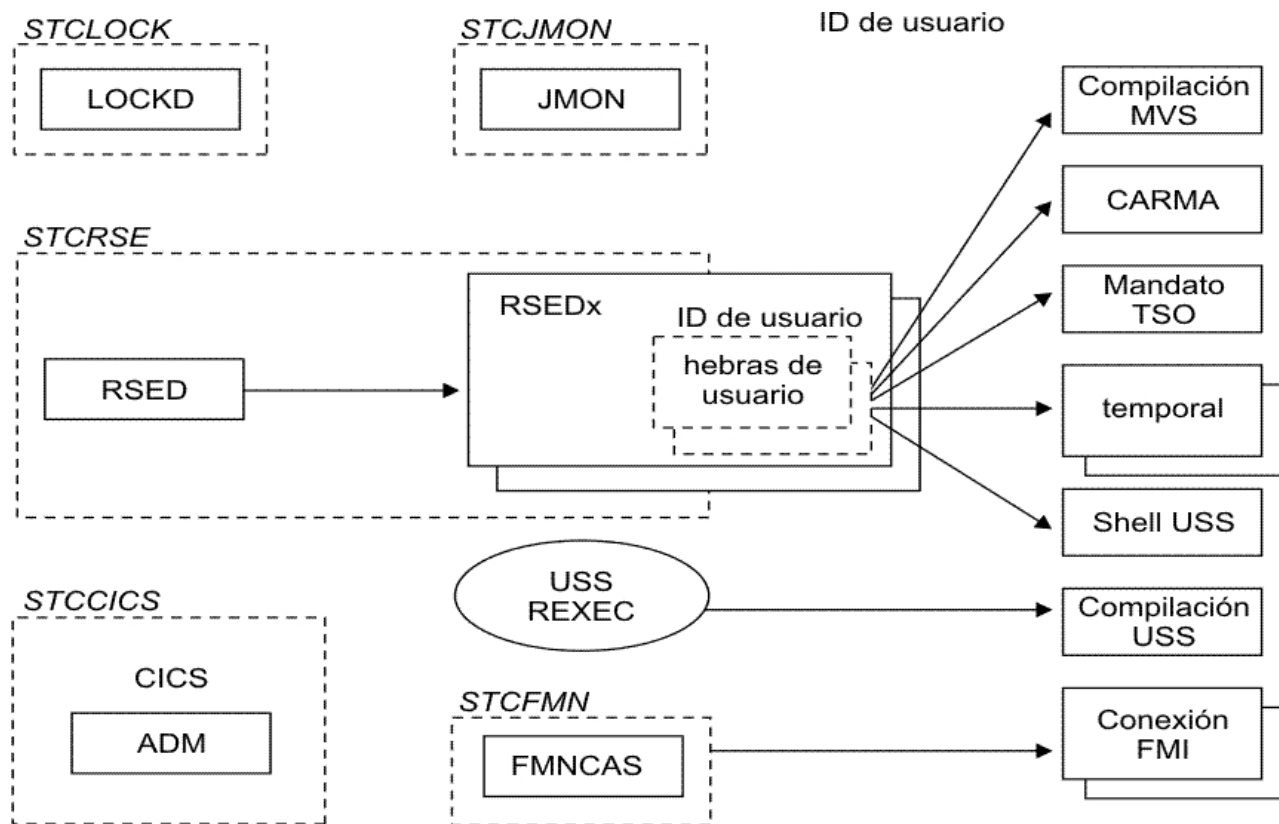 STCLOCK
LOCKD
STCJMON
JMON
ID de usuario
Compilación
MVS
CARMA
Mandato
TSO
temporal
Shell USS
Compilación
USS
Conexión
FMI
STCRSE
RSED
RSEDx
ID de usuario
hebras de
usuario
USS
REXEC
STCCICS
CICS
ADM
STCFMN
FMNCAS